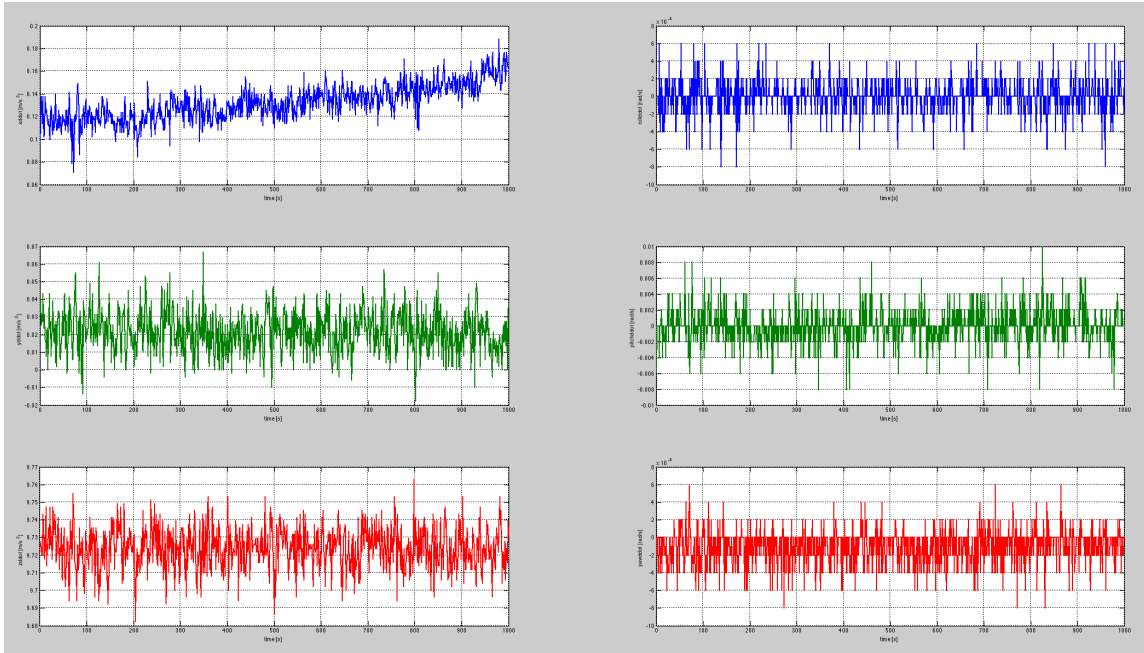 0.2
0.18
0.16
0.14
0.12
0.1
0.08
0.06
xddot [m/s^2]
0 100 200 300 400 500 600 700 800 900 1000
time [s]
x 10^-3
8
6
4
2
0
-2
-4
-6
-8
-10
rolldot [rad/s]
0 100 200 300 400 500 600 700 800 900 1000
time [s]
0.07
0.06
0.05
0.04
0.03
0.02
0.01
0
-0.01
-0.02
yddot [m/s^2]
0 100 200 300 400 500 600 700 800 900 1000
time [s]
0.01
0.008
0.006
0.004
0.002
0
-0.002
-0.004
-0.006
-0.008
-0.01
pitchdot [rad/s]
0 100 200 300 400 500 600 700 800 900 1000
time [s]
9.77
9.76
9.75
9.74
9.73
9.72
9.71
9.7
9.69
9.68
zddot [m/s^2]
0 100 200 300 400 500 600 700 800 900 1000
time [s]
x 10^-3
8
6
4
2
0
-2
-4
-6
-8
-10
yawdot [rad/s]
0 100 200 300 400 500 600 700 800 900 1000
time [s]